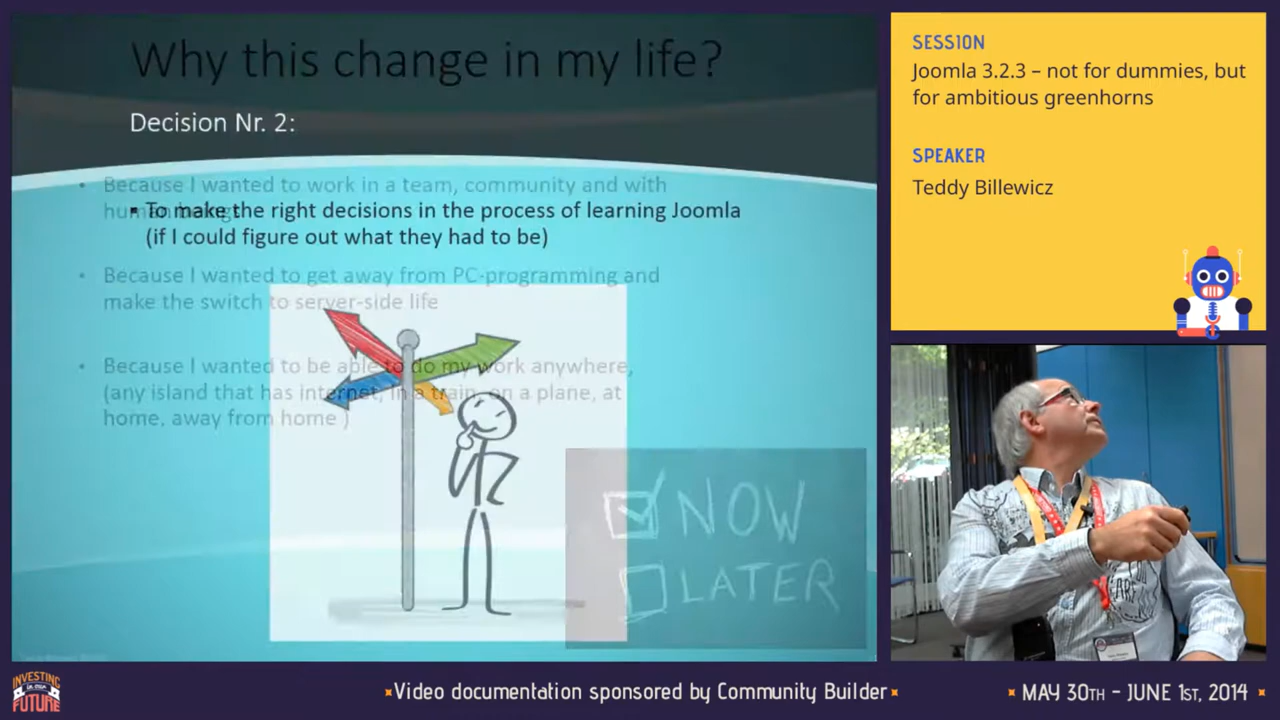 Why this change in my life?
Decision Nr. 2:
• Because I wanted to work in a team, community and with
human beings
▪ To make the right decisions in the process of learning Joomla
(if I could figure out what they had to be)
• Because I wanted to get away from PC-programming and
make the switch to server-side life
• Because I wanted to be able to do my work anywhere,
(any island that has internet, in a train, on a plane, at
home, away from home )
NOW
LATER
SESSION
Joomla 3.2.3 – not for dummies, but
for ambitious greenhorns
SPEAKER
Teddy Billewicz
INVESTING
in our
FUTURE
Video documentation sponsored by Community Builder
MAY 30TH - JUNE 1ST, 2014